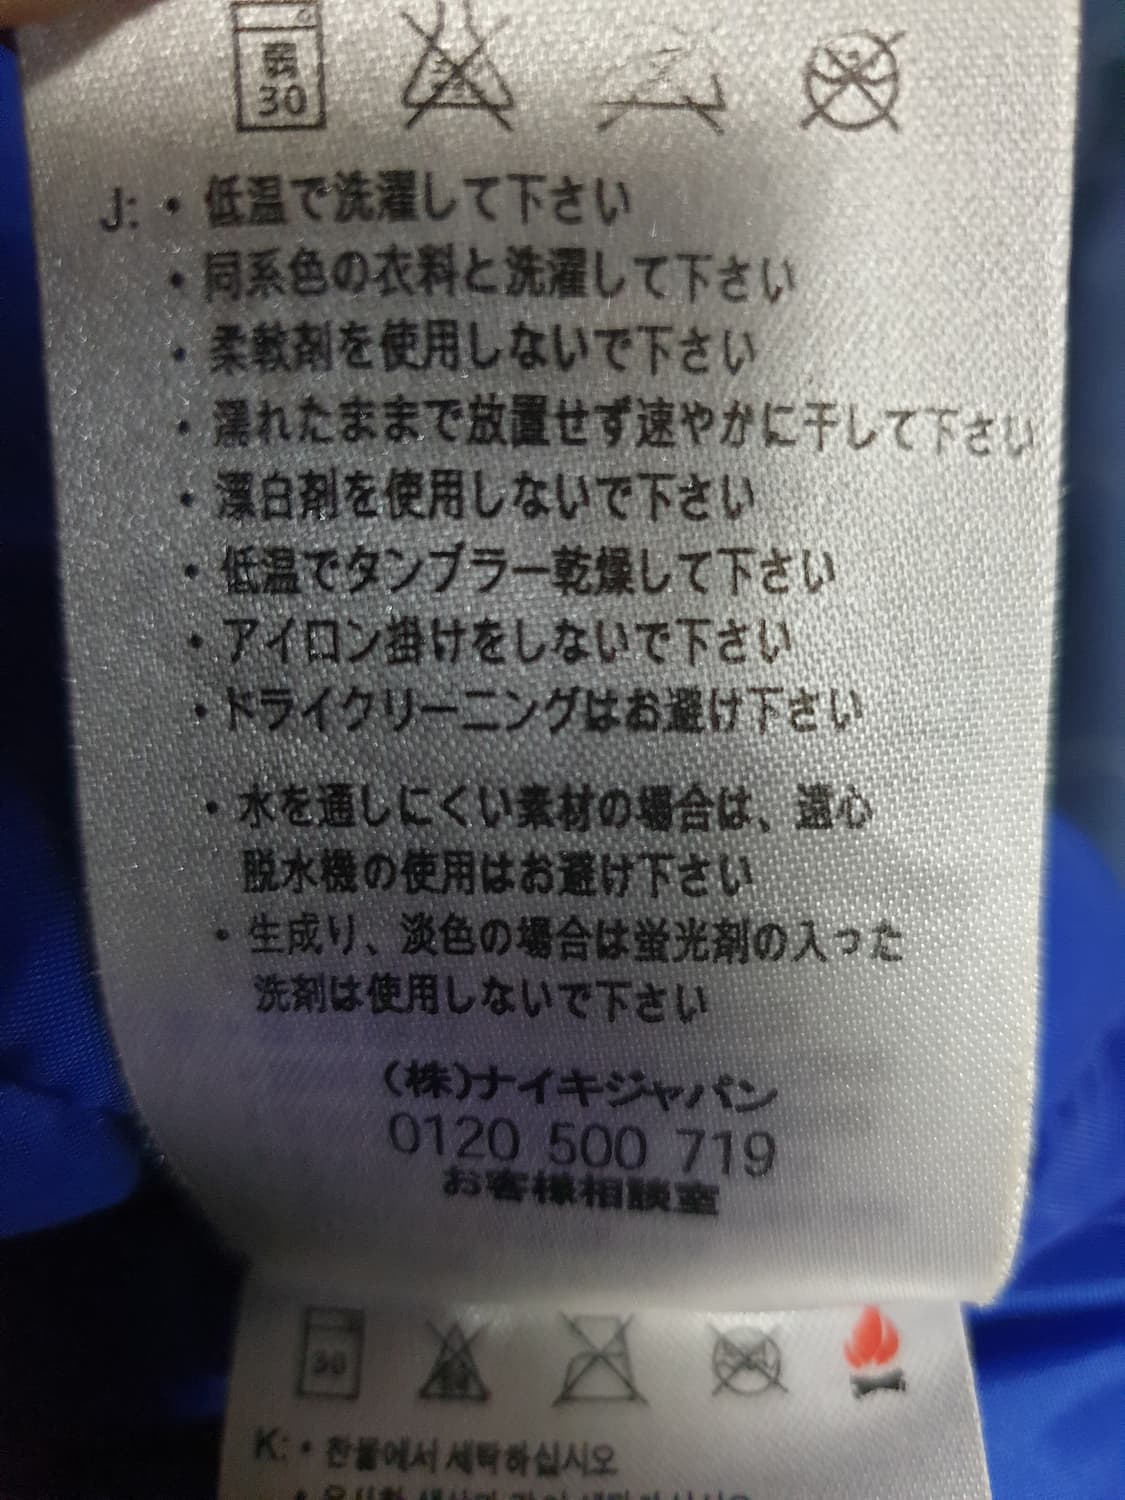 弱
30
J: ・低温で洗濯して下さい
・同系色の衣料と洗濯して下さい
・柔軟剤を使用しないで下さい
・濡れたままで放置せず速やかに干して下さい
・漂白剤を使用しないで下さい
・低温でタンブラー乾燥して下さい
・アイロン掛けをしないで下さい
・ドライクリーニングはお避け下さい
・水を通しにくい素材の場合は、遠心
脱水機の使用はお避け下さい
・生成り、淡色の場合は蛍光剤の入った
洗剤は使用しないで下さい
(株)ナイキジャパン
0120 500 719
お客様相談室
30
K: ・찬물에서 세탁하십시오